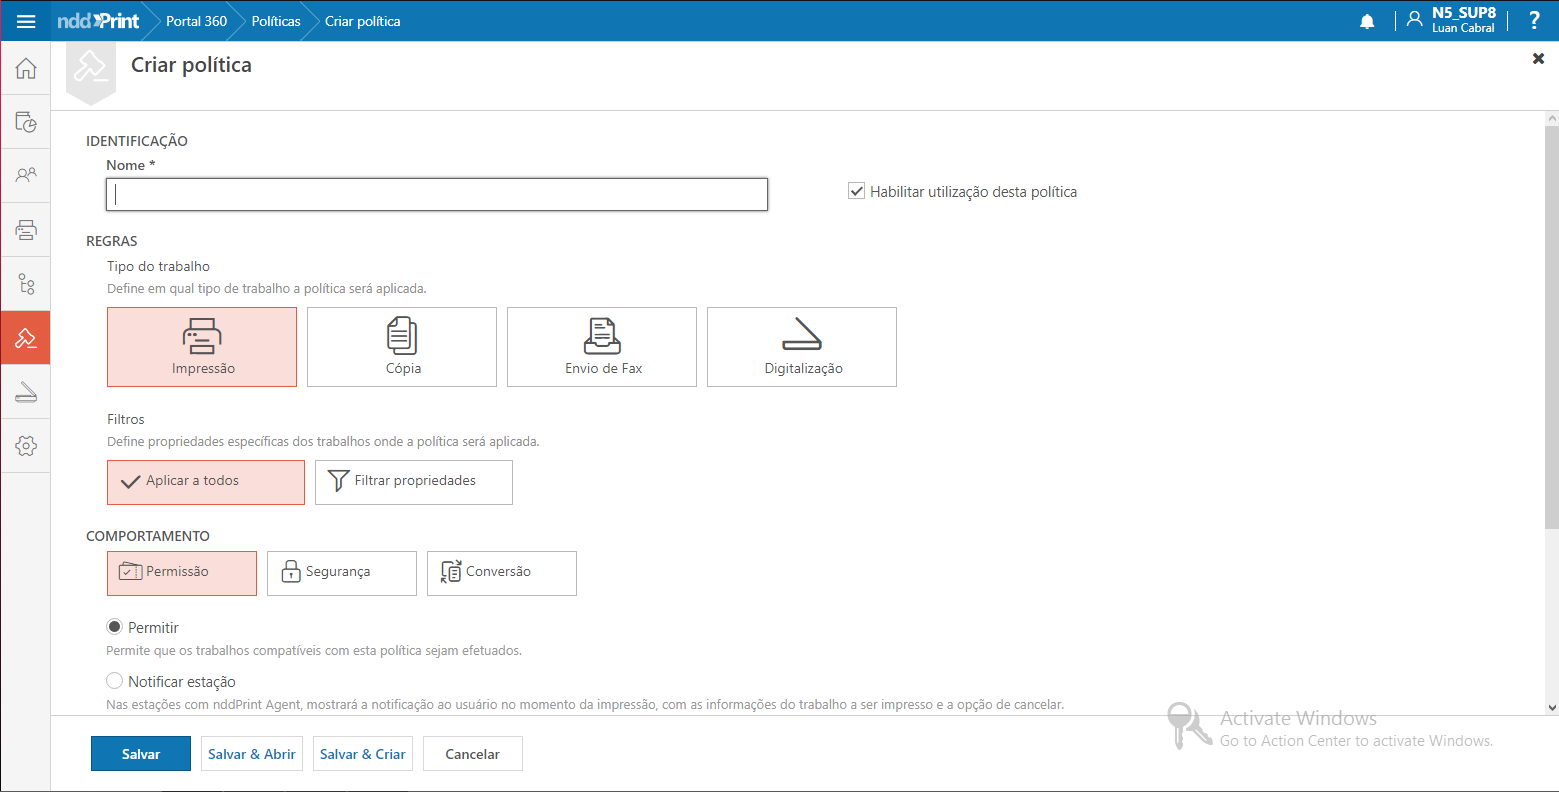 nddPrint Portal 360 Políticas Criar política
N5_SUP8
Luan Cabral
?
Criar política
IDENTIFICAÇÃO
Nome *
Habilitar utilização desta política
REGRAS
Tipo do trabalho
Define em qual tipo de trabalho a política será aplicada.
Impressão Cópia Envio de Fax Digitalização
Filtros
Define propriedades específicas dos trabalhos onde a política será aplicada.
Aplicar a todos Filtrar propriedades
COMPORTAMENTO
Permissão Segurança Conversão
Permitir
Permite que os trabalhos compatíveis com esta política sejam efetuados.
Notificar estação
Nas estações com nddPrint Agent, mostrará a notificação ao usuário no momento da impressão, com as informações do trabalho a ser impresso e a opção de cancelar.
Activate Windows
Go to Action Center to activate Windows.
Salvar Salvar & Abrir Salvar & Criar Cancelar